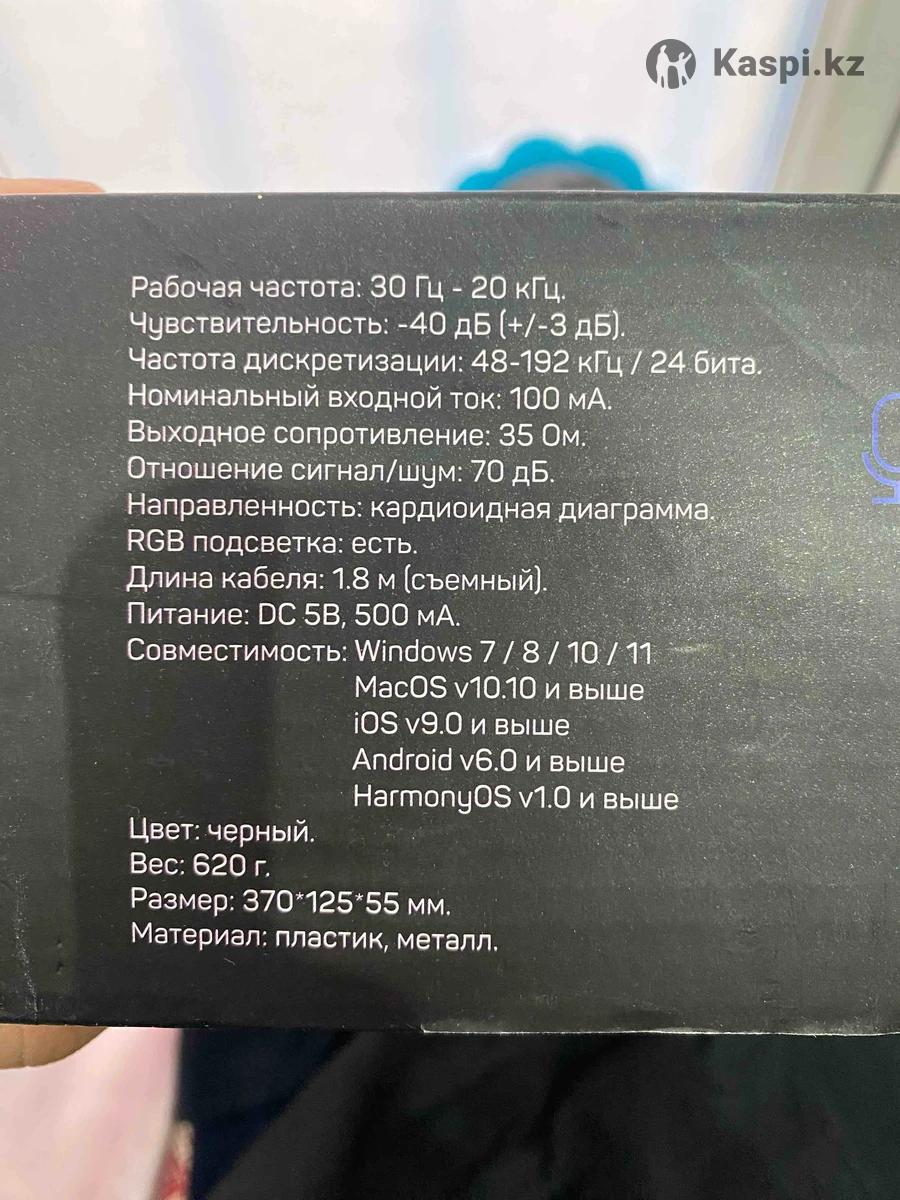 Kaspi.kz
Рабочая частота: 30 Гц - 20 кГц.
Чувствительность: -40 дБ (+/-3 дБ).
Частота дискретизации: 48-192 кГц / 24 бита.
Номинальный входной ток: 100 мА.
Выходное сопротивление: 35 Ом.
Отношение сигнал/шум: 70 дБ.
Направленность: кардиоидная диаграмма.
RGB подсветка: есть.
Длина кабеля: 1.8 м (съемный).
Питание: DC 5В, 500 мА.
Совместимость: Windows 7 / 8 / 10 / 11
MacOS v10.10 и выше
iOS v9.0 и выше
Android v6.0 и выше
HarmonyOS v1.0 и выше
Цвет: черный.
Вес: 620 г.
Размер: 370*125*55 мм.
Материал: пластик, металл.